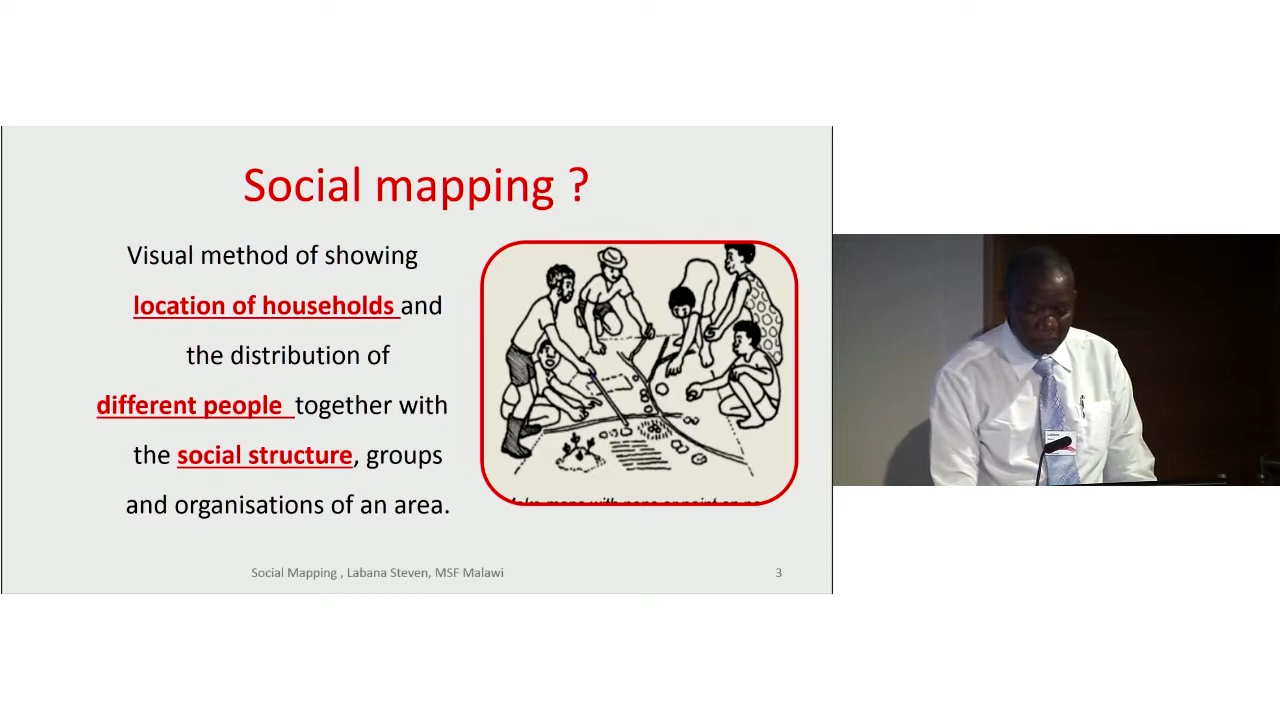 Social mapping ?
Visual method of showing
location of households and
the distribution of
different people together with
the social structure, groups
and organisations of an area.
Social Mapping , Labana Steven, MSF Malawi
3